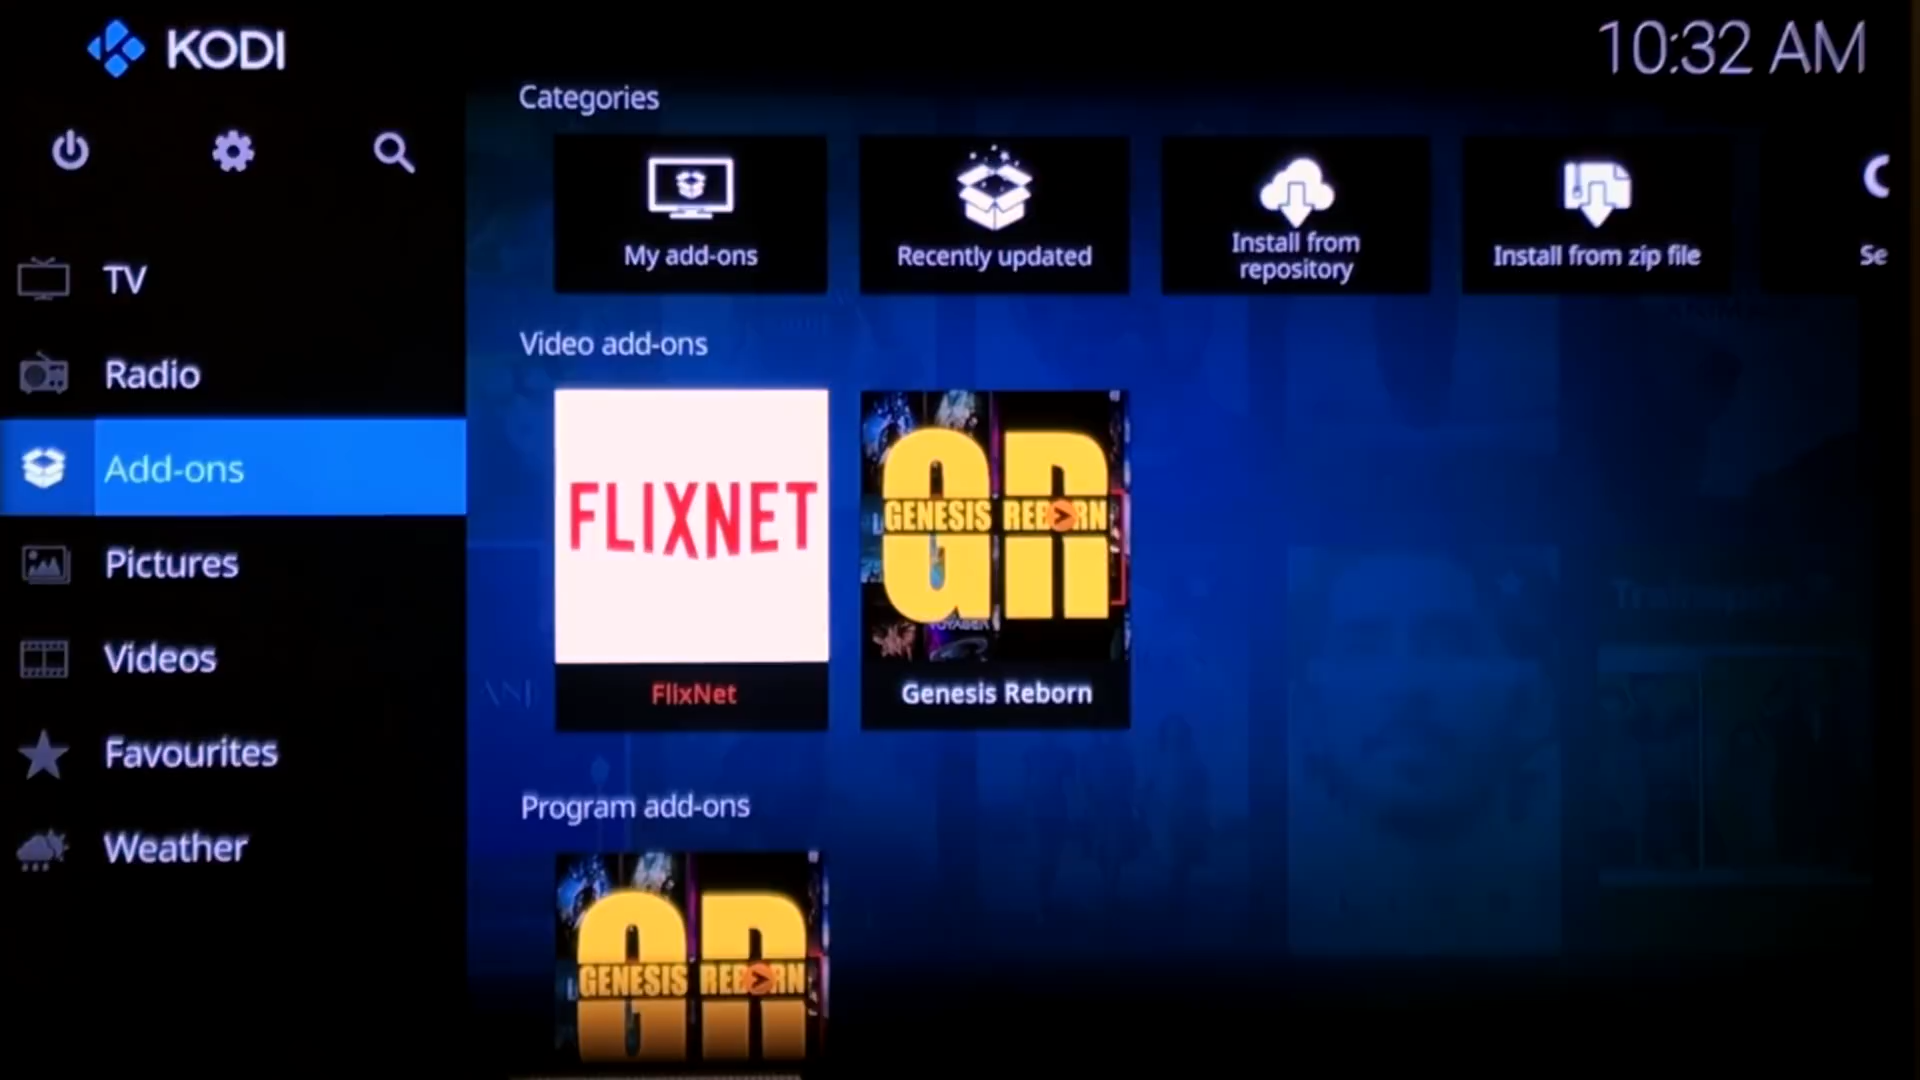 KODI
10:32 AM
Categories
My add-ons
Recently updated
Install from
repository
Install from zip file
Se
TV
Radio
Add-ons
Pictures
Videos
Favourites
Weather
Video add-ons
FLIXNET
GENESIS REBORN
FlixNet
Genesis Reborn
Program add-ons
GENESIS REBORN